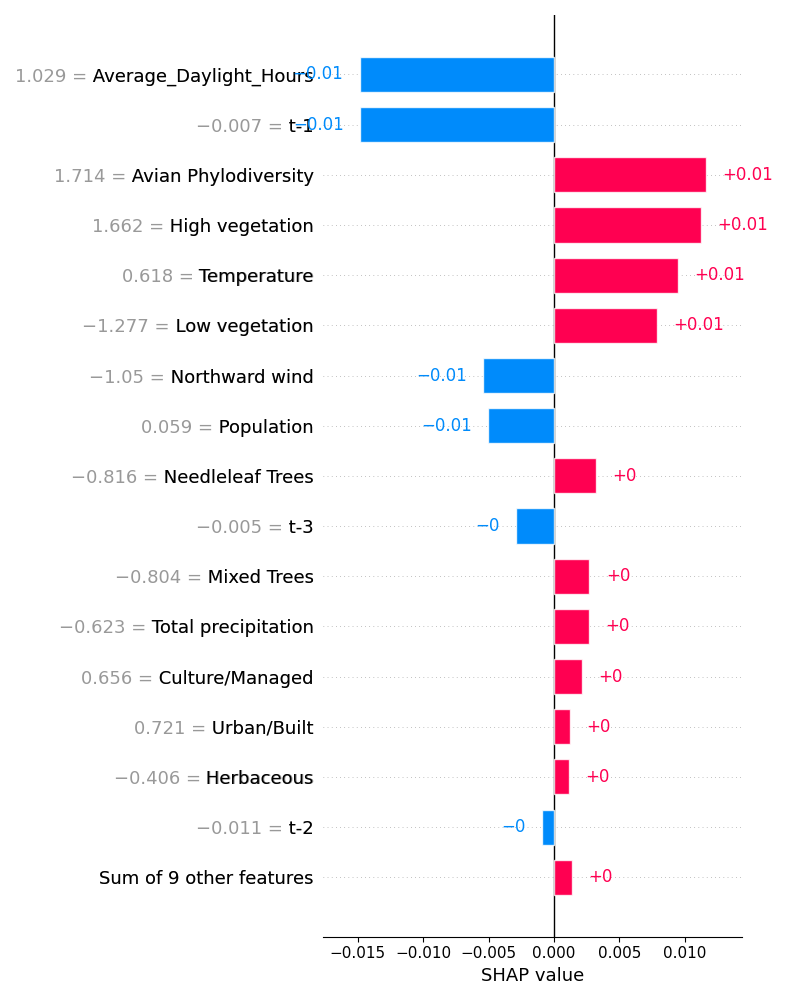 1.029 = Average_Daylight_Hours −0.01
−0.007 = t-1 −0.01
1.714 = Avian Phylodiversity +0.01
1.662 = High vegetation +0.01
0.618 = Temperature +0.01
−1.277 = Low vegetation +0.01
−1.05 = Northward wind −0.01
0.059 = Population −0.01
−0.816 = Needleleaf Trees +0
−0.005 = t-3 −0
−0.804 = Mixed Trees +0
−0.623 = Total precipitation +0
0.656 = Culture/Managed +0
0.721 = Urban/Built +0
−0.406 = Herbaceous +0
−0.011 = t-2 −0
Sum of 9 other features +0
−0.015 −0.010 −0.005 0.000 0.005 0.010
SHAP value